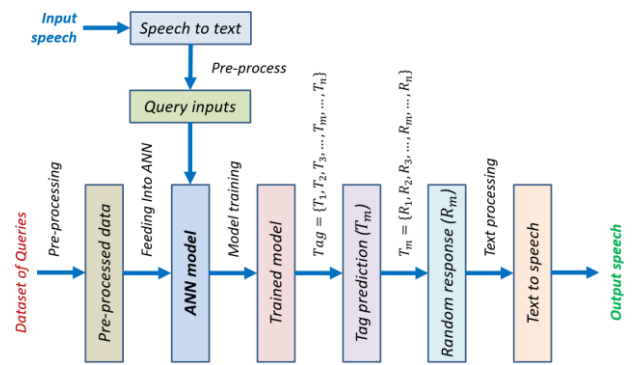 Input
speech
Speech to text
Pre-process
Query inputs
Dataset of Queries
Pre-processing
Pre-processed data
Feeding Into ANN
ANN model
Model training
Trained model
Tag = {T₁, T₂, T₃, ..., Tₘ, ..., Tₙ}
Tag prediction (Tₘ)
Tₘ = {R₁, R₂, R₃, ..., Rₘ, ..., Rₙ}
Random response (Rₘ)
Text processing
Text to speech
Output speech